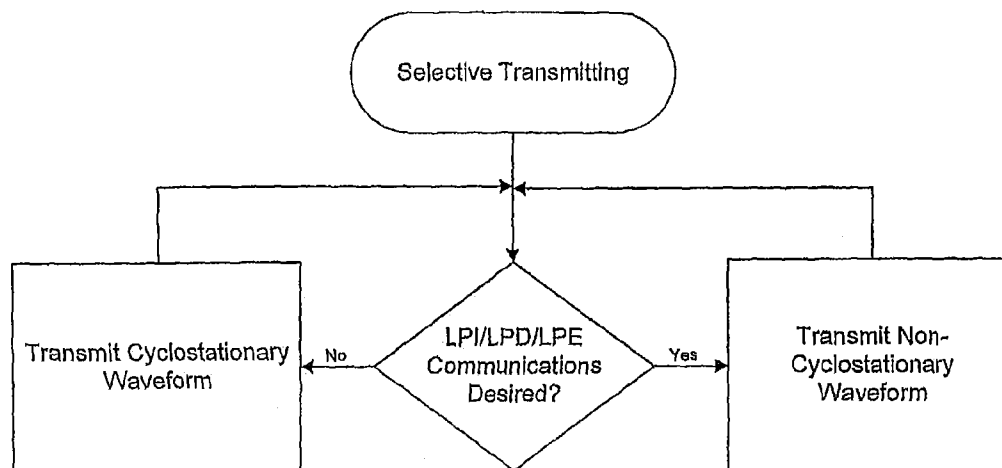 Selective Transmitting
LPI/LPD/LPE
Communications
Desired?
No
Yes
Transmit Cyclostationary
Waveform
Transmit Non-
Cyclostationary
Waveform